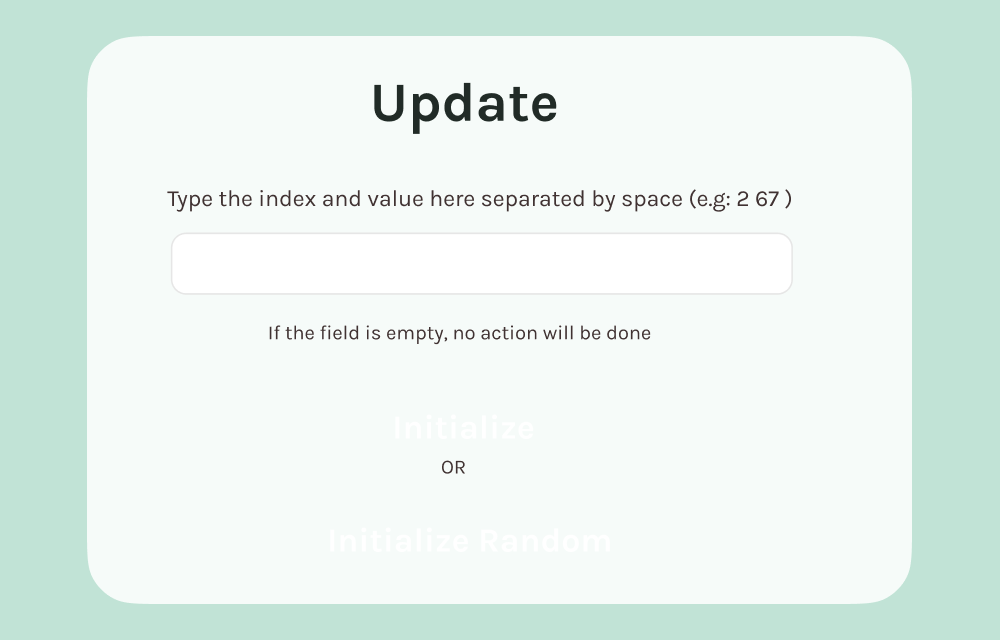 Update
Type the index and value here separated by space (e.g: 2 67 )
If the field is empty, no action will be done
Initialize
OR
Initialize Random